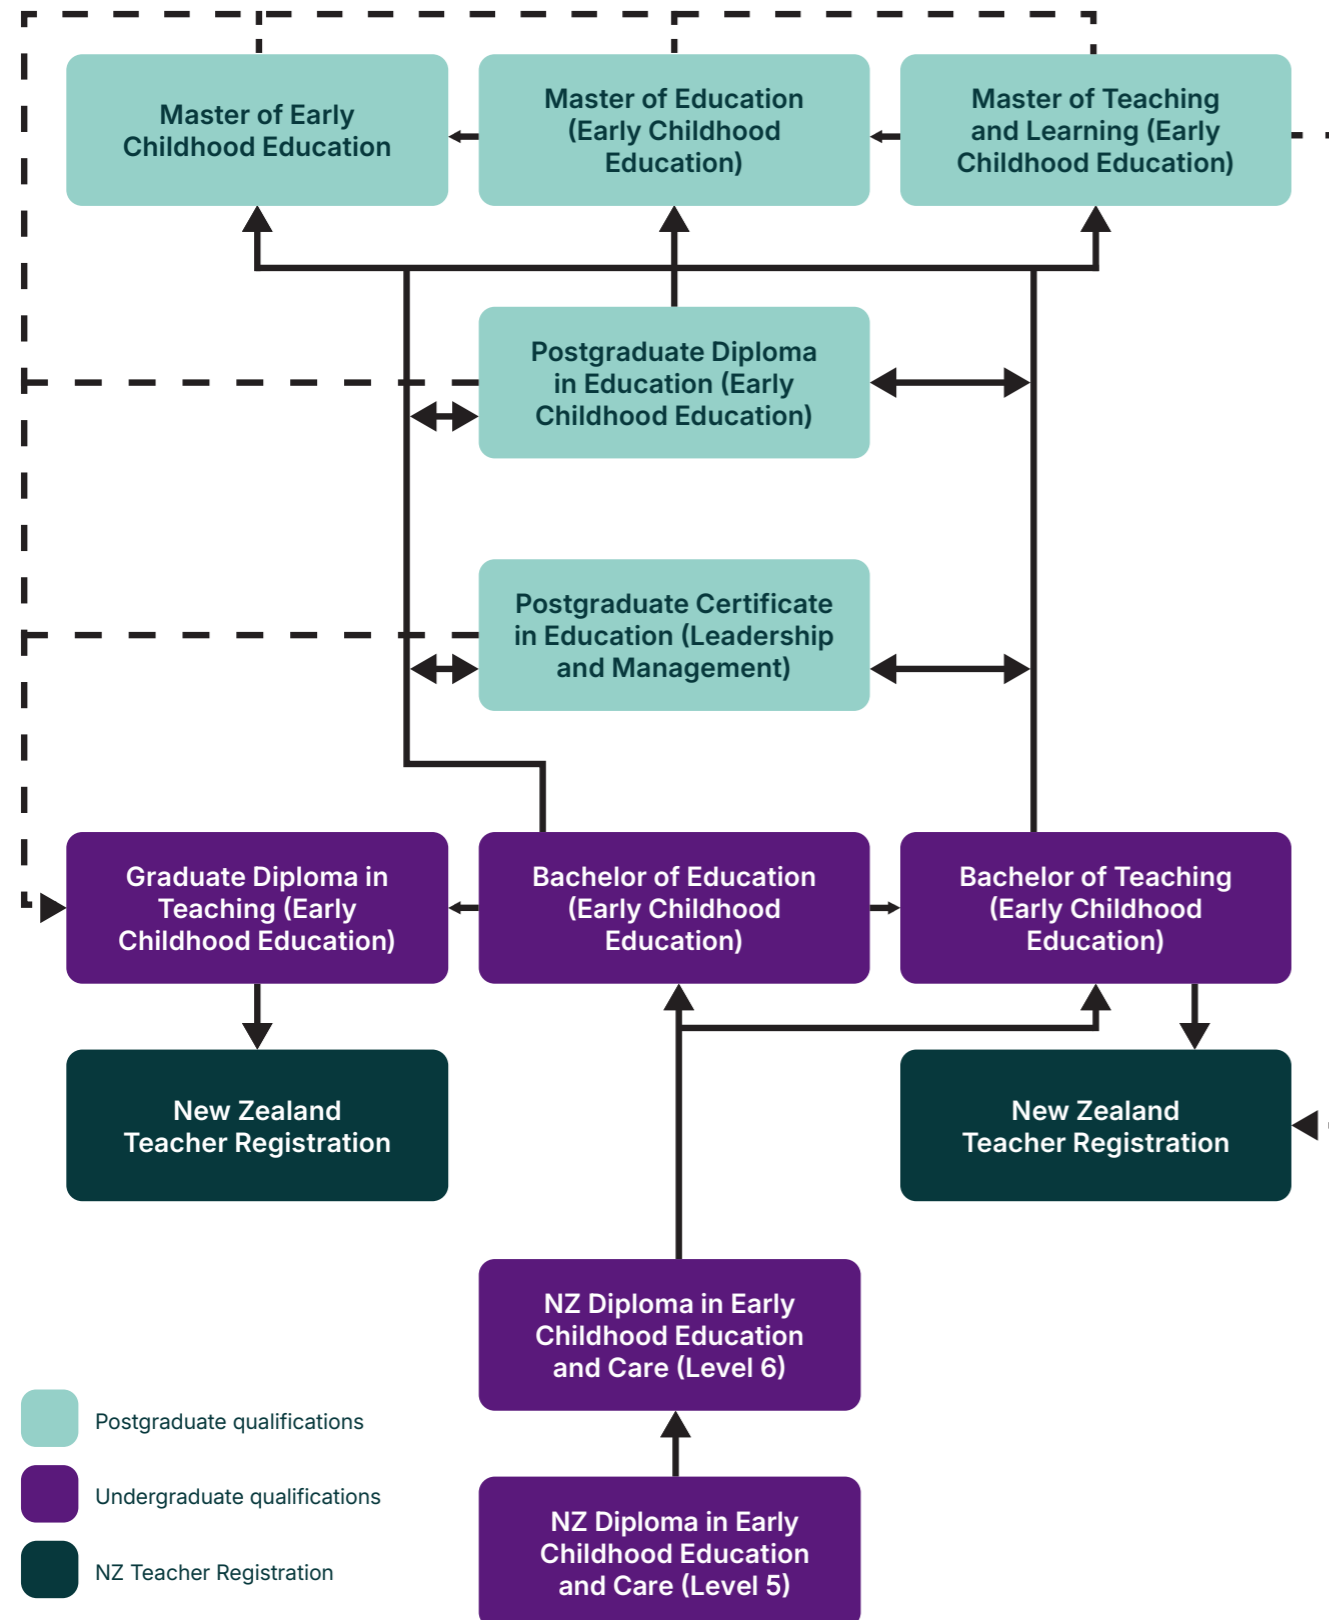 Master of Early
Childhood Education
Master of Education
(Early Childhood
Education)
Master of Teaching
and Learning (Early
Childhood Education)
Postgraduate Diploma
in Education (Early
Childhood Education)
Postgraduate Certificate
in Education (Leadership
and Management)
Graduate Diploma in
Teaching (Early
Childhood Education)
Bachelor of Education
(Early Childhood
Education)
Bachelor of Teaching
(Early Childhood
Education)
New Zealand
Teacher Registration
New Zealand
Teacher Registration
NZ Diploma in Early
Childhood Education
and Care (Level 6)
NZ Diploma in Early
Childhood Education
and Care (Level 5)
Postgraduate qualifications
Undergraduate qualifications
NZ Teacher Registration